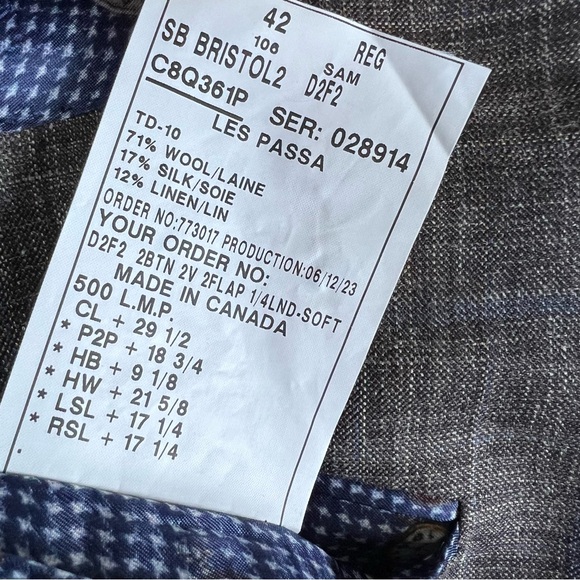 42 REG
106 SAM
SB BRISTOL2 D2F2
C8Q361P SER: 028914
LES PASSA
TD-10
71% WOOL/LAINE
17% SILK/SOIE
12% LINEN/LIN
ORDER NO:773017 PRODUCTION:06/12/23
YOUR ORDER NO:
D2F2 2BTN 2V 2FLAP 1/4LND-SOFT
MADE IN CANADA
500 L.M.P.
CL + 29 1/2
* P2P + 18 3/4
* HB + 9 1/8
* HW + 21 5/8
* LSL + 17 1/4
* RSL + 17 1/4